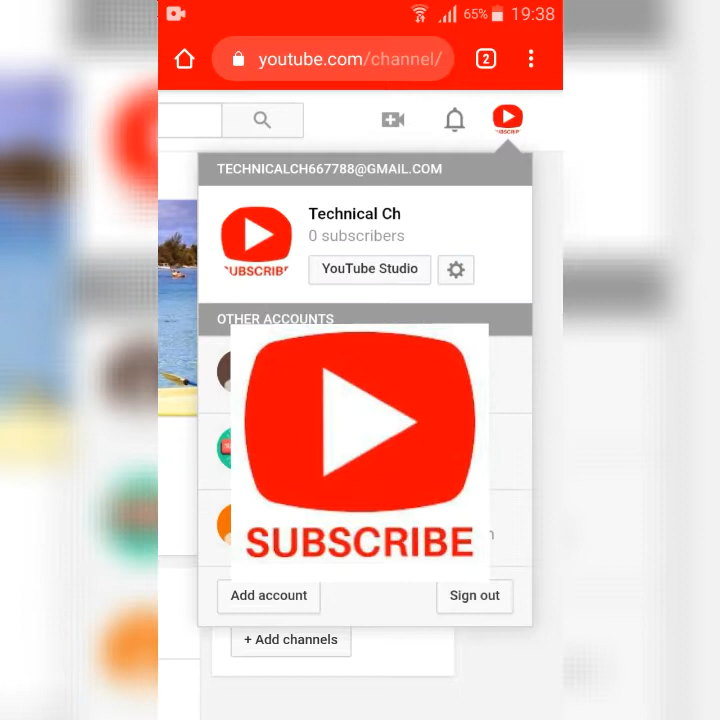 65% 19:38
youtube.com/channel/ 2
TECHNICALCH667788@GMAIL.COM
Technical Ch
0 subscribers
YouTube Studio
OTHER ACCOUNTS
SUBSCRIBE
Add account Sign out
+ Add channels